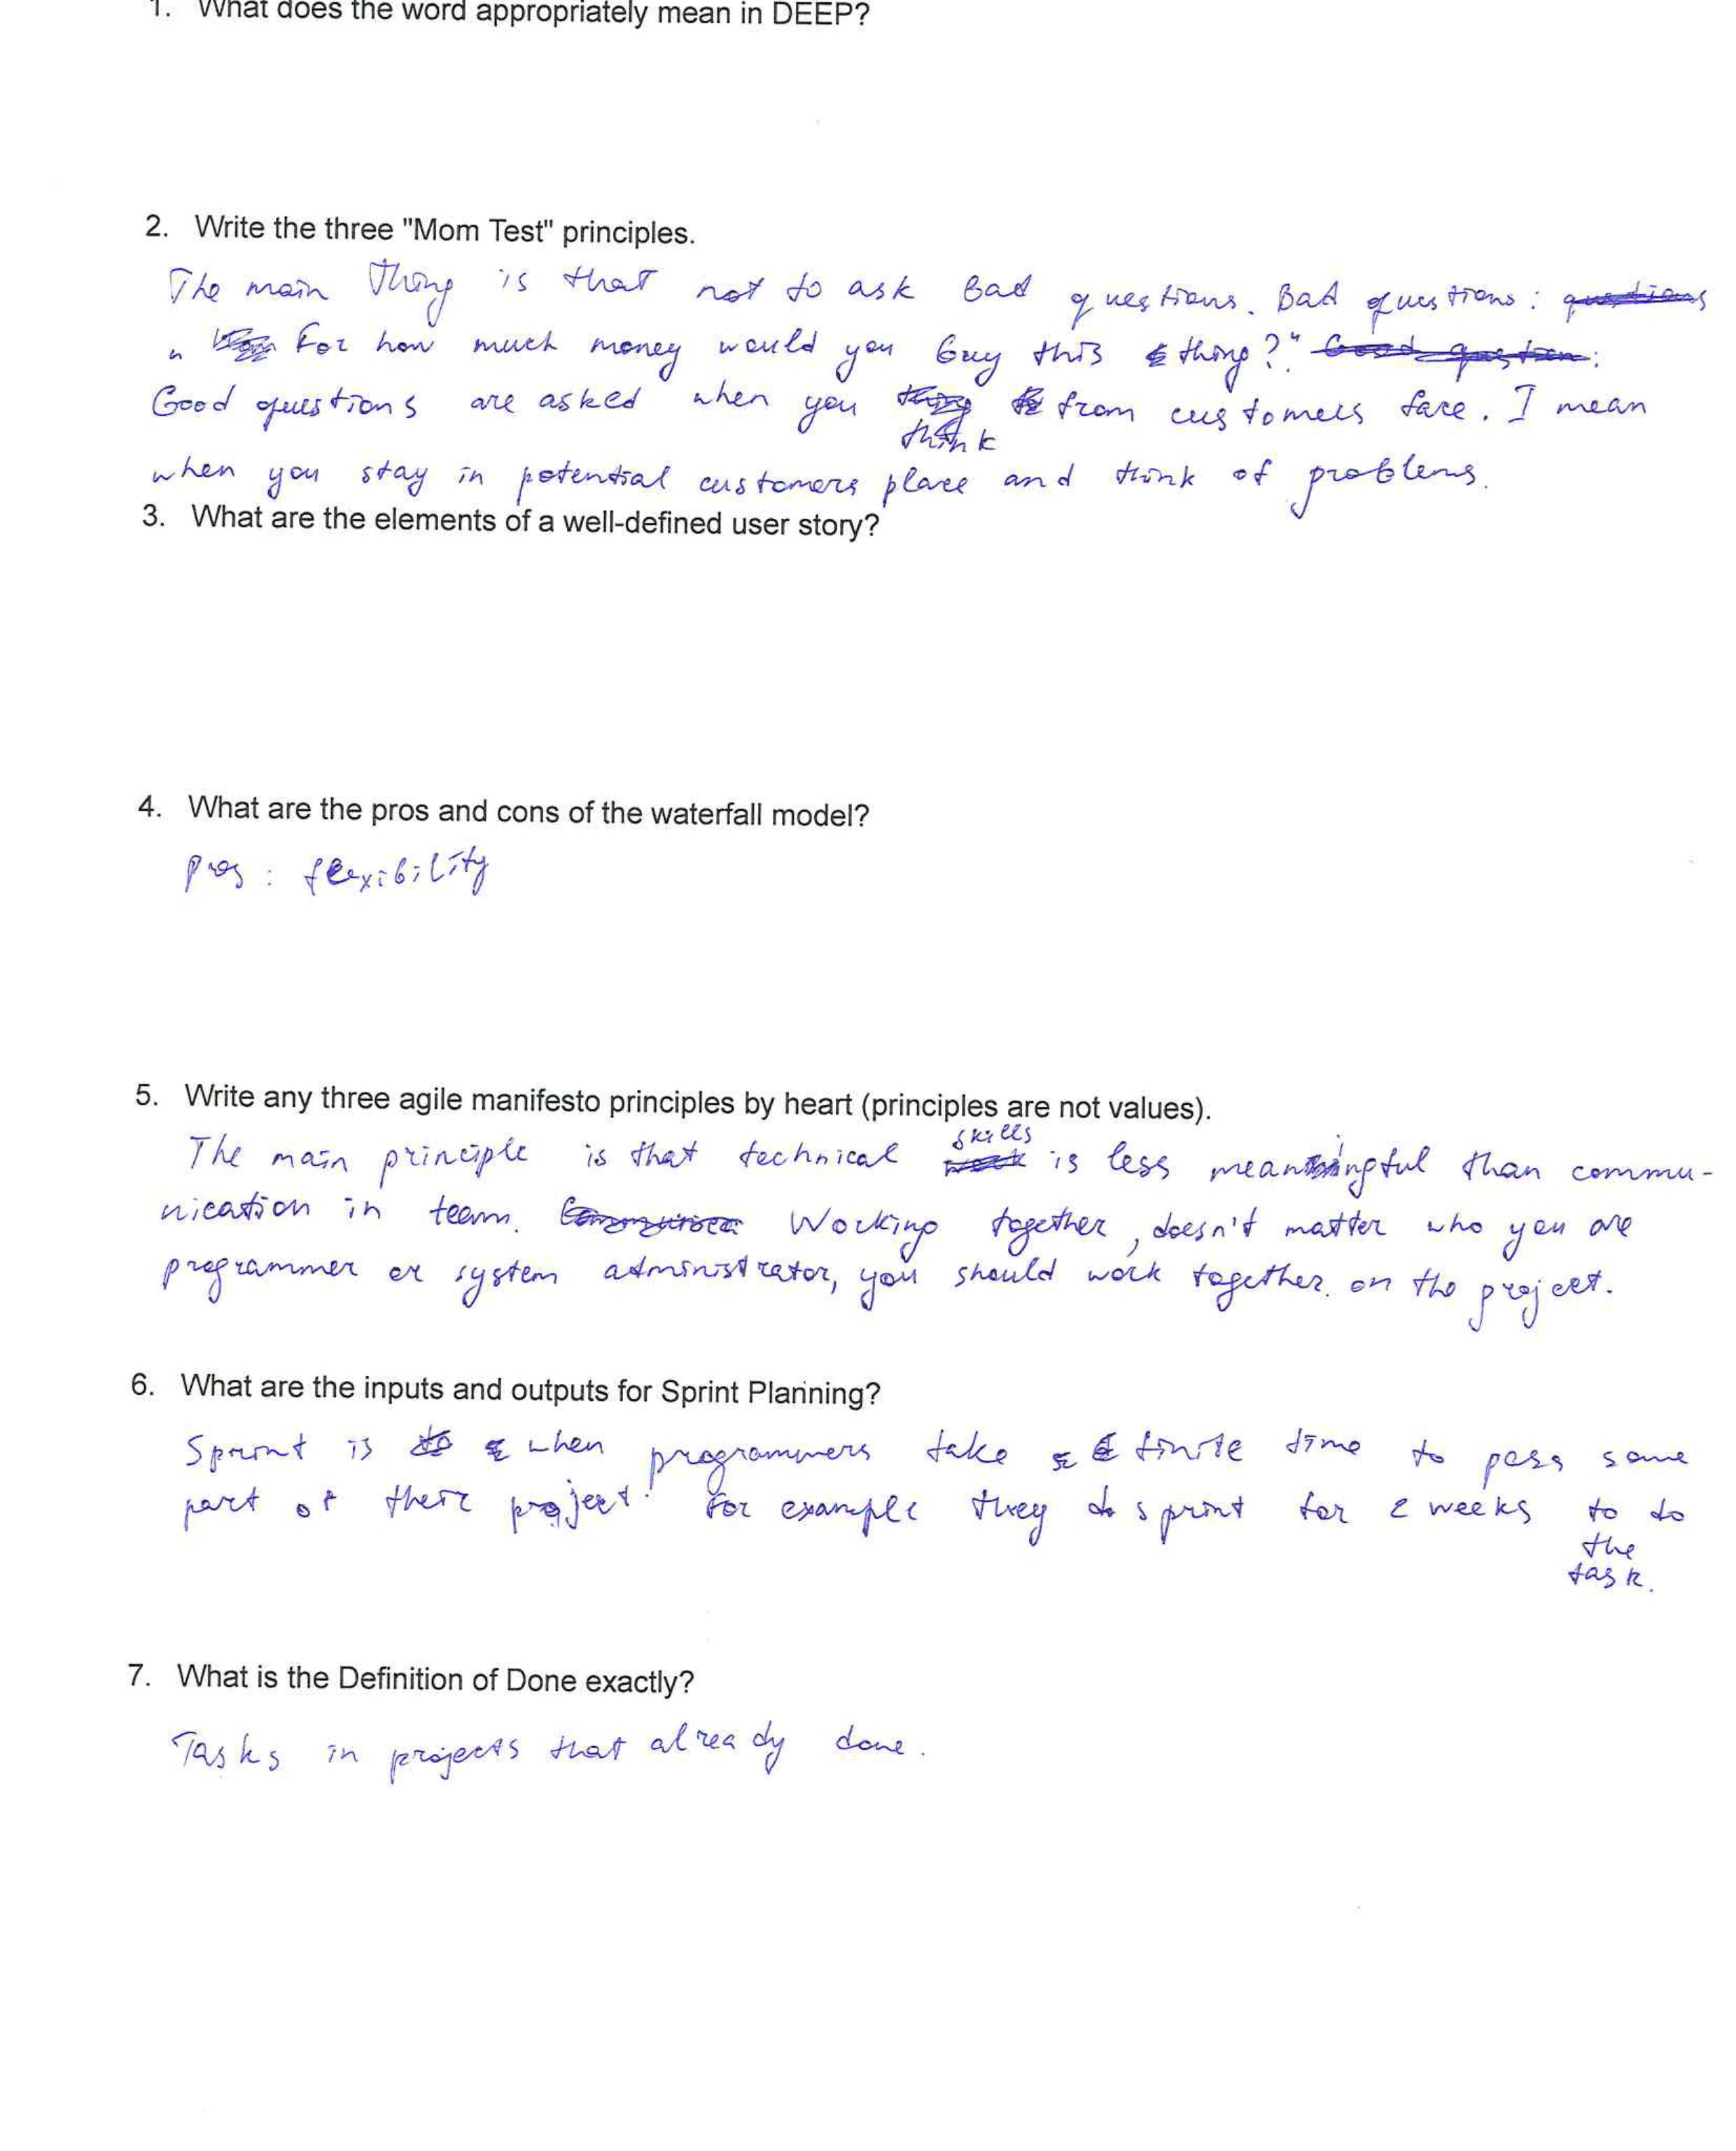 1. What does the word appropriately mean in DEEP?
2. Write the three "Mom Test" principles.
The main Thing is that not to ask Bad questions. Bad questions: questions
" For how much money would you buy this thing?" Good question:
Good questions are asked when you thing from customers face. I mean
think
when you stay in potential customers place and think of problems.
3. What are the elements of a well-defined user story?
4. What are the pros and cons of the waterfall model?
pros: flexibility
5. Write any three agile manifesto principles by heart (principles are not values).
skills
The main principle is that technical work is less meaningful than commu-
nication in team. Working together, doesn't matter who you are
programmer or system administrator, you should work together. on the project.
6. What are the inputs and outputs for Sprint Planning?
Sprint is when programmers take finite time to pass some
part of their project. For example they do sprint for 2 weeks to do
the
task.
7. What is the Definition of Done exactly?
Tasks in projects that already done.